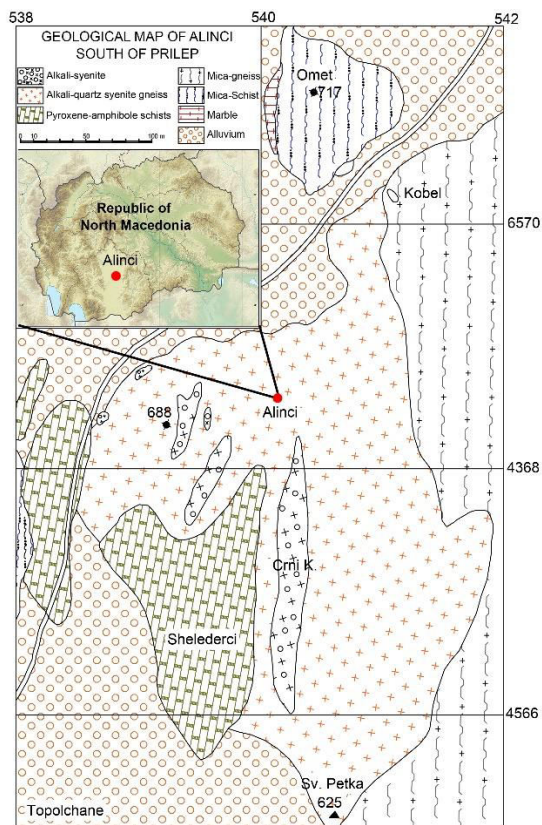 538
540
542
GEOLOGICAL MAP OF ALINCI
SOUTH OF PRILEP
Alkali-syenite
Mica-gneiss
Alkali-quartz syenite gneiss
Mica-Schist
Pyroxene-amphibole schists
Marble
Alluvium
0
10
20
100 m
Republic of
North Macedonia
Alinci
Omet
717
Kobel
6570
688
Alinci
4368
Crni K.
Shelederci
4566
Sv. Petka
625
Topolchane